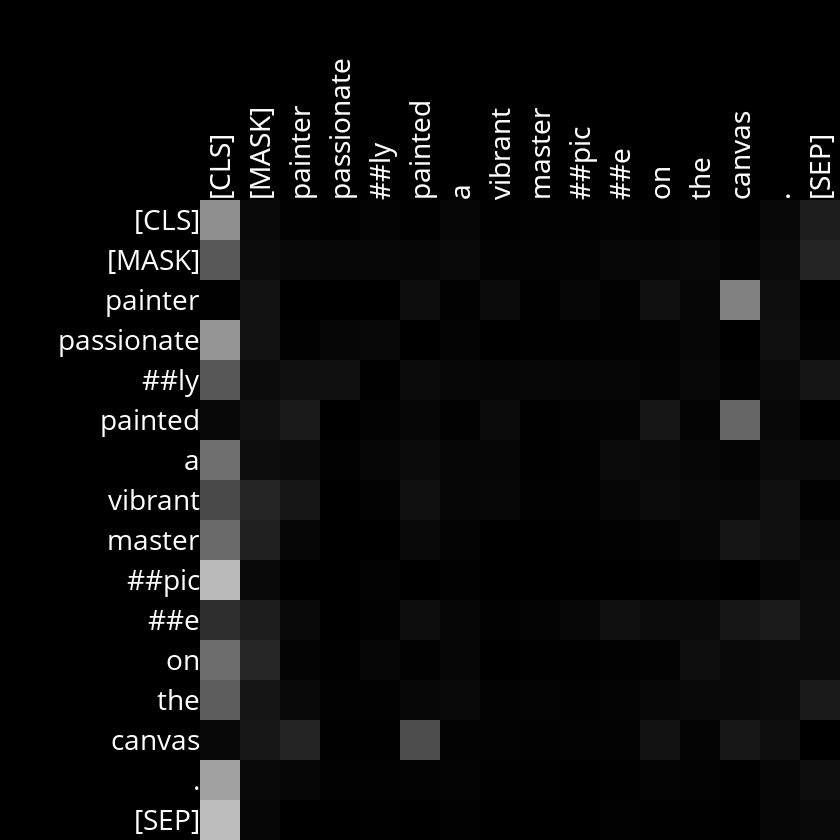 [CLS] [MASK] painter passionate ##ly painted a vibrant master ##pic ##e on the canvas . [SEP]
[CLS]
[MASK]
painter
passionate
##ly
painted
a
vibrant
master
##pic
##e
on
the
canvas
.
[SEP]